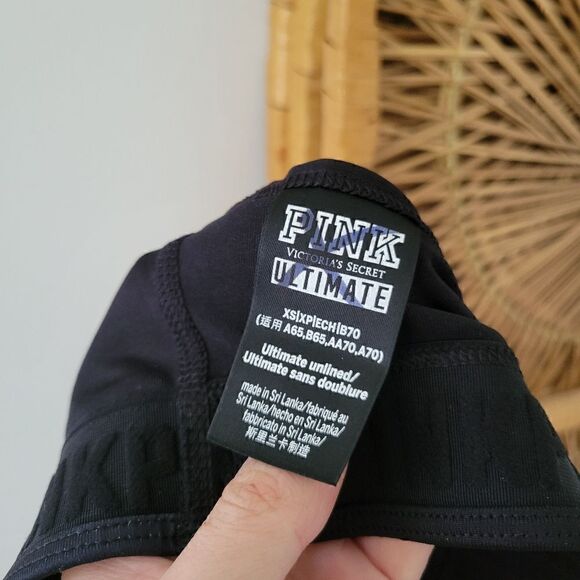 PINK
VICTORIA'S SECRET
ULTIMATE
XS|XP|ECH|B70
(适用 A65,B65,AA70,A70)
Ultimate unlined/
Ultimate sans doublure
made in Sri Lanka/fabriqué au
Sri Lanka/hecho en Sri Lanka/
fabbricato in Sri Lanka/
斯里兰卡制造